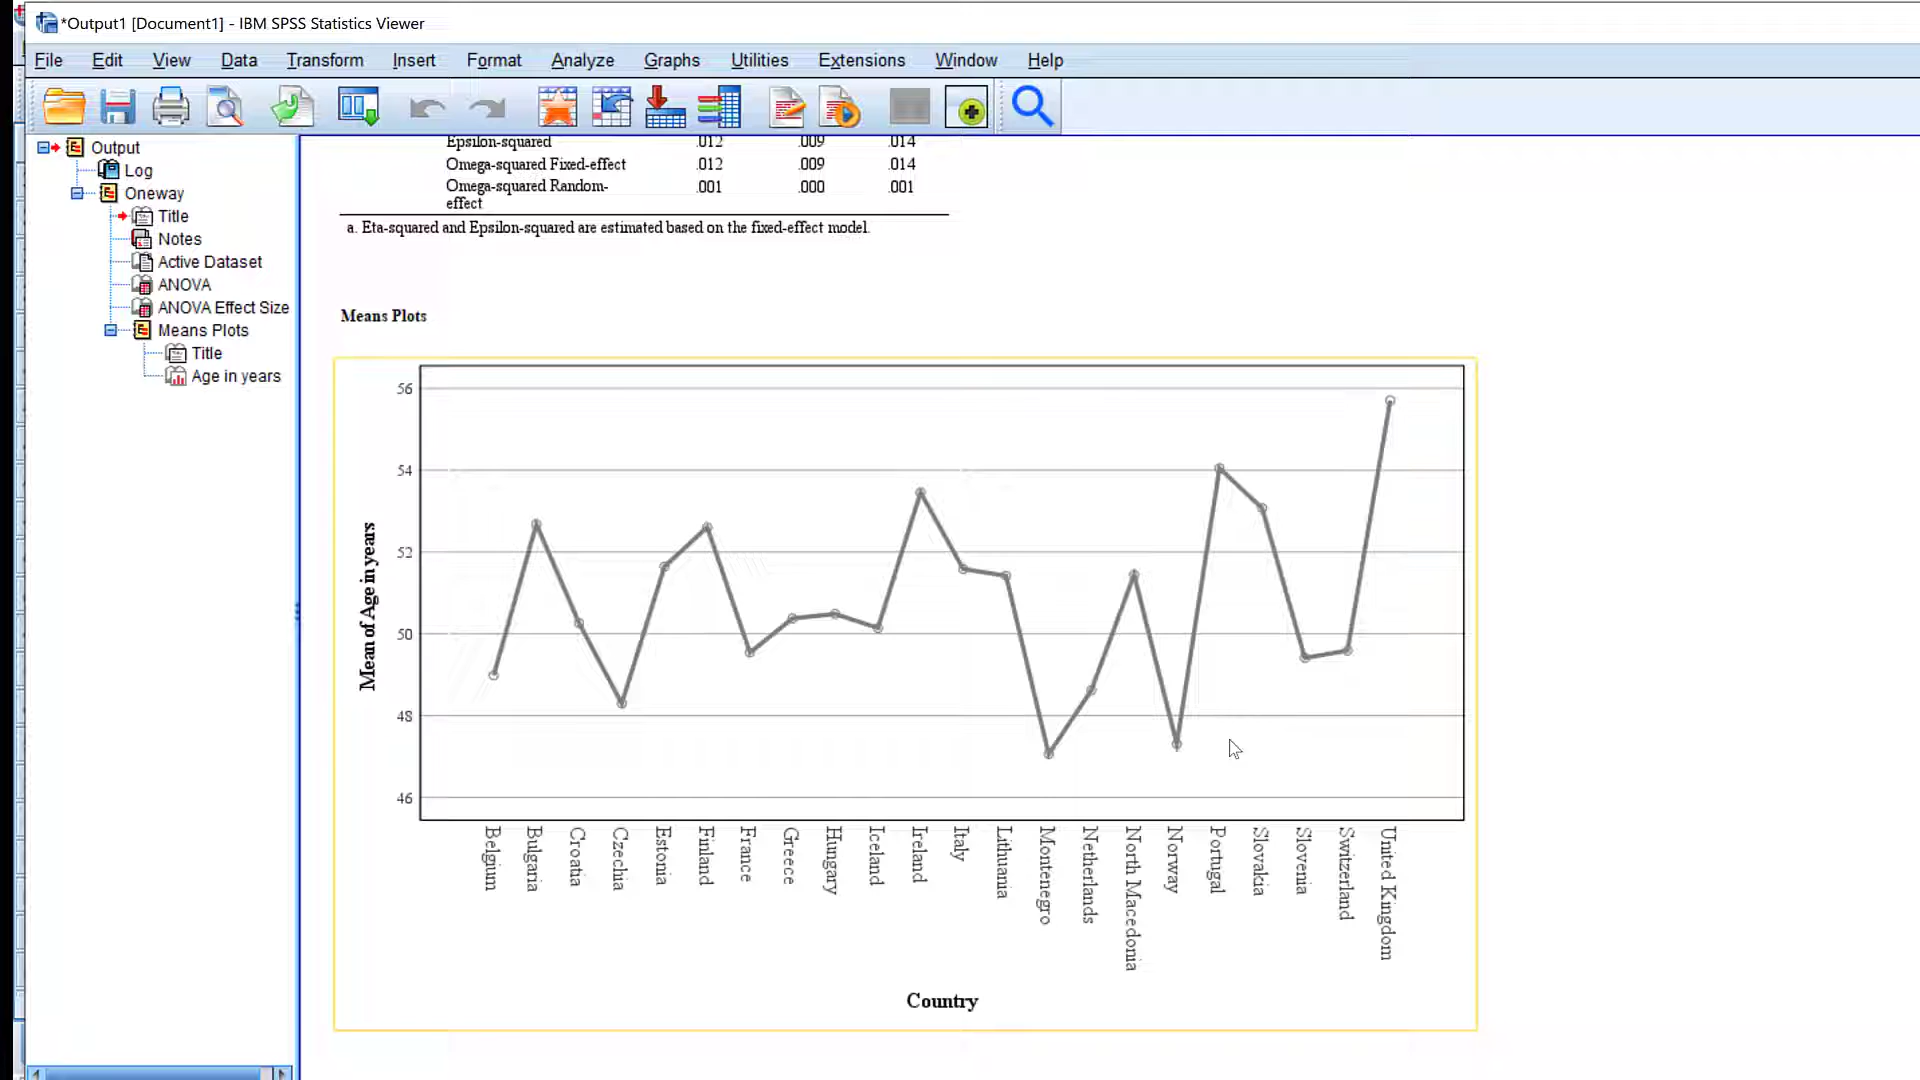 *Output1 [Document1] - IBM SPSS Statistics Viewer
File Edit View Data Transform Insert Format Analyze Graphs Utilities Extensions Window Help
Output
Log
Oneway
Title
Notes
Active Dataset
ANOVA
ANOVA Effect Size
Means Plots
Title
Age in years
Epsilon-squared .012 .009 .014
Omega-squared Fixed-effect .012 .009 .014
Omega-squared Random- .001 .000 .001
effect
a. Eta-squared and Epsilon-squared are estimated based on the fixed-effect model.
Means Plots
Mean of Age in years
56
54
52
50
48
46
Belgium
Bulgaria
Croatia
Czechia
Estonia
Finland
France
Greece
Hungary
Iceland
Ireland
Italy
Lithuania
Montenegro
Netherlands
North Macedonia
Norway
Portugal
Slovakia
Slovenia
Switzerland
United Kingdom
Country